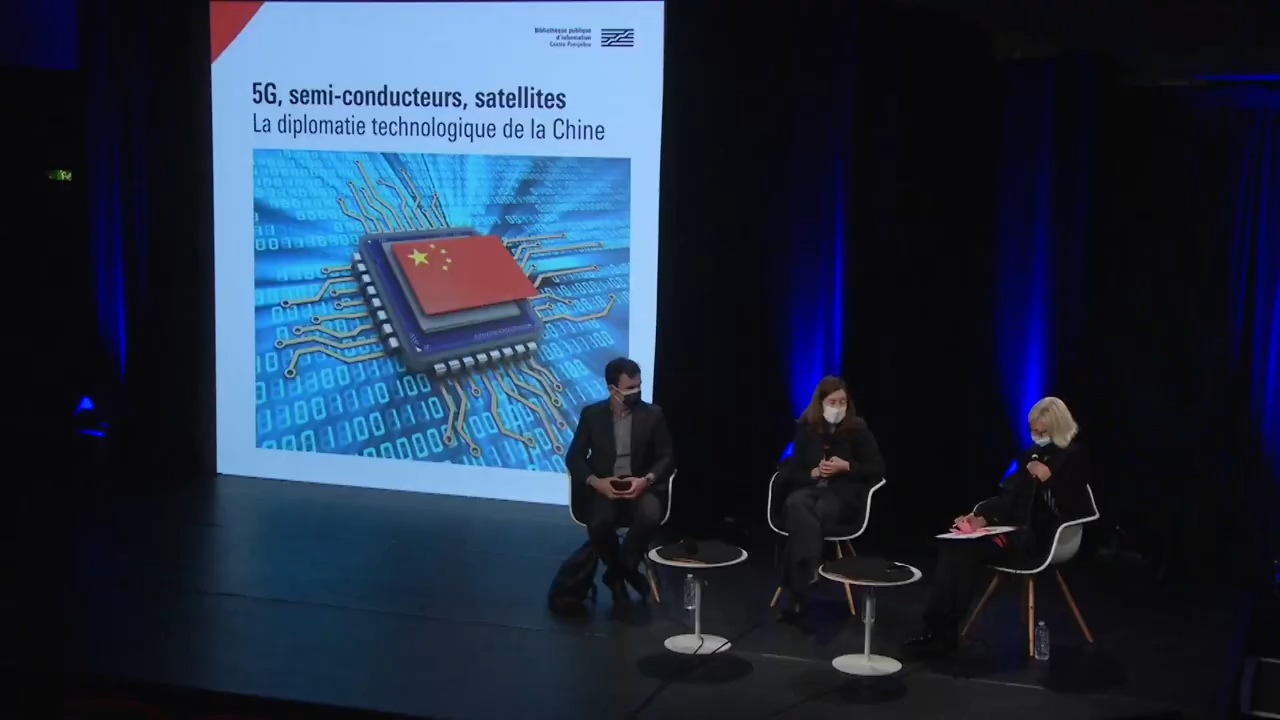 Bibliothèque publique
d'information
Centre Pompidou
5G, semi-conducteurs, satellites
La diplomatie technologique de la Chine